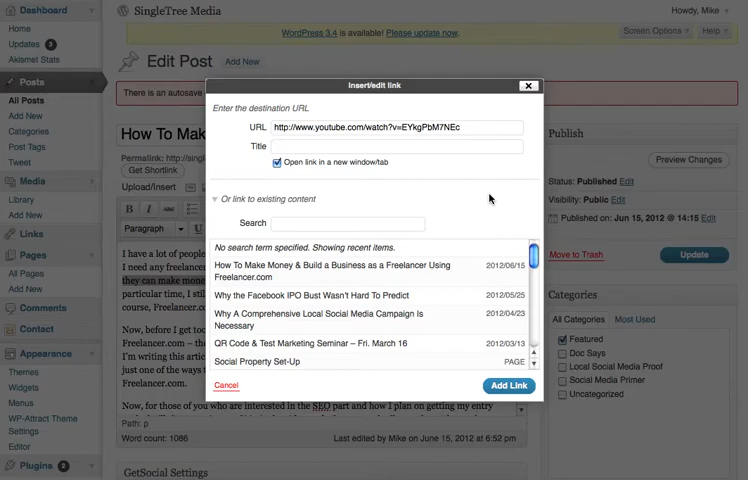 Dashboard
SingleTree Media
Howdy, Mike
Home
Updates 3
Akismet Stats
WordPress 3.4 is available! Please update now.
Screen Options
Help
Edit Post Add New
Posts
All Posts
Add New
Categories
Post Tags
Tweet
Media
Library
Add New
Links
Pages
All Pages
Add New
Comments
Contact
Appearance
Themes
Widgets
Menus
WP-Attract Theme
Settings
Editor
Plugins 2
There is an autosave
How To Mak
Permalink: http://singl
Get Shortlink
Upload/Insert
B I ABC
Paragraph U
I have a lot of people
I need any freelancer
they can make mone
particular time, I still
course, Freelancer.com
Now, before I get too
Freelancer.com – the
I'm writing this artic
just one of the ways t
Freelancer.com.
Now, for those of you who are interested in the SEO part and how I plan on getting my entry
Path: p
Word count: 1086
Last edited by Mike on June 15, 2012 at 6:52 pm
GetSocial Settings
Insert/edit link
Enter the destination URL
URL http://www.youtube.com/watch?v=EYkgPbM7NEc
Title
Open link in a new window/tab
Or link to existing content
Search
No search term specified. Showing recent items.
How To Make Money & Build a Business as a Freelancer Using 2012/06/15
Freelancer.com
Why the Facebook IPO Bust Wasn't Hard To Predict 2012/05/25
Why A Comprehensive Local Social Media Campaign Is 2012/04/23
Necessary
QR Code & Test Marketing Seminar – Fri. March 16 2012/03/13
Social Property Set-Up PAGE
Cancel
Add Link
Publish
Preview Changes
Status: Published Edit
Visibility: Public Edit
Published on: Jun 15, 2012 @ 14:15 Edit
Move to Trash
Update
Categories
All Categories Most Used
Featured
Doc Says
Local Social Media Proof
Social Media Primer
Uncategorized